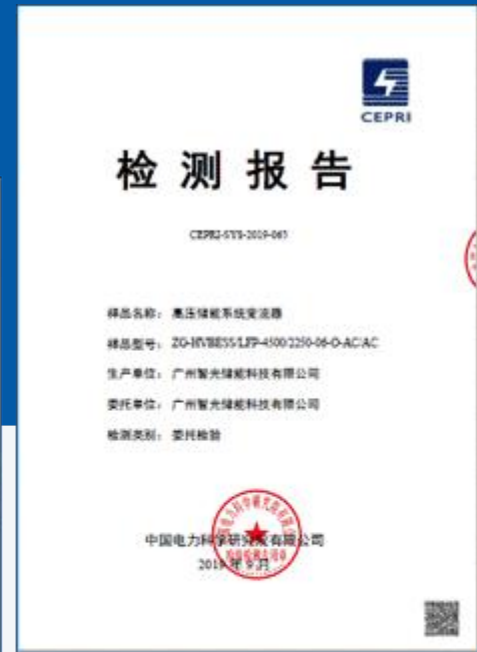 CEPRI
检测报告
CEPRI-SYS-2019-067
样品名称： 高压储能系统变流器
样品型号： ZG-HVBESS/LFP-4500/2250-06-O-AC/AC
生产单位： 广州智光储能科技有限公司
委托单位： 广州智光储能科技有限公司
检测类别： 委托检验
中国电力科学研究院有限公司
2019年9月